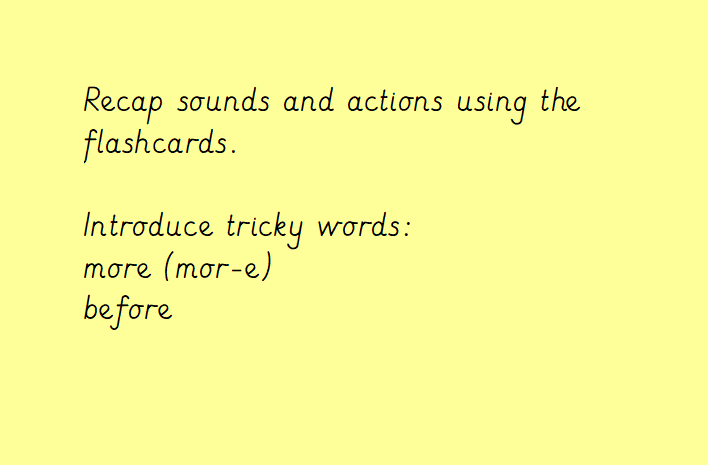 Recap sounds and actions using the
flashcards.
Introduce tricky words:
more (mor-e)
before